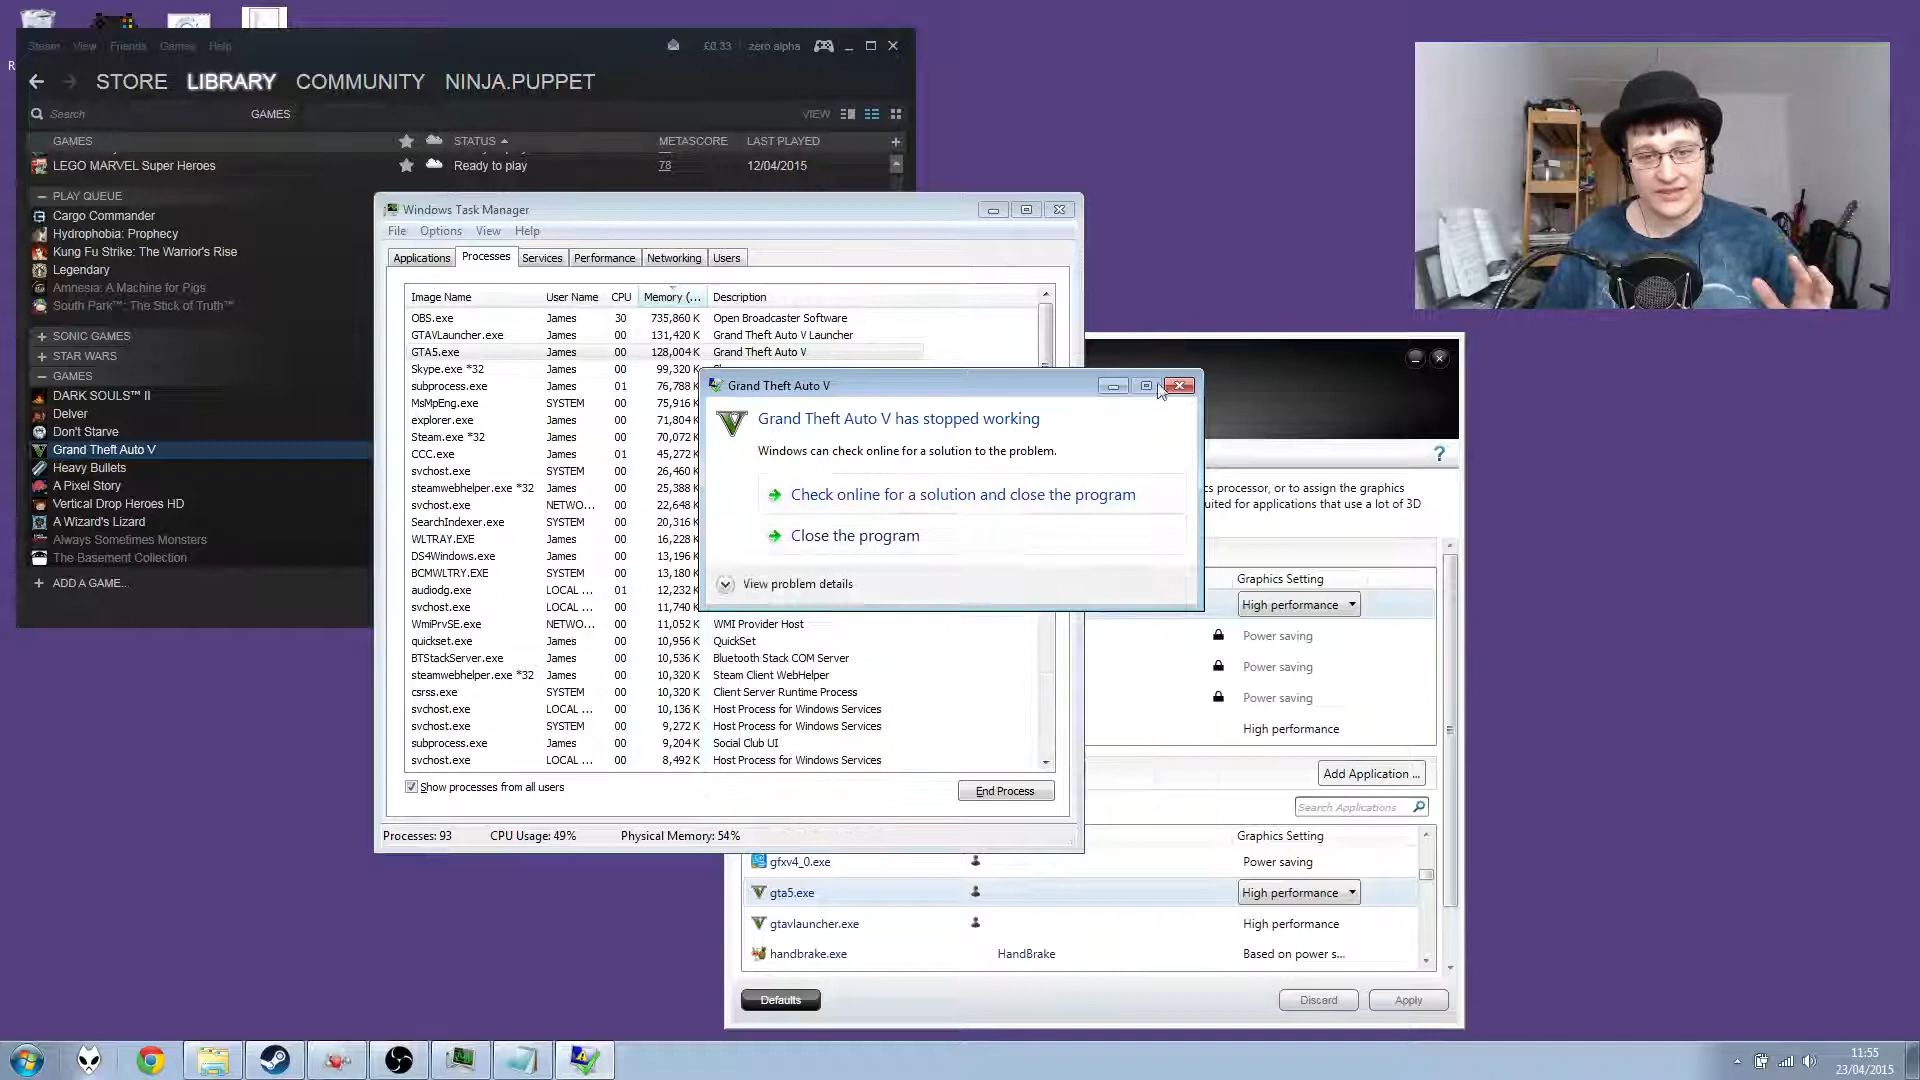 Steam View Friends Games Help
£0.33 zero alpha
STORE LIBRARY COMMUNITY NINJA.PUPPET
Search GAMES VIEW
GAMES STATUS METASCORE LAST PLAYED
LEGO MARVEL Super Heroes Ready to play 78 12/04/2015
PLAY QUEUE
Cargo Commander
Hydrophobia: Prophecy
Kung Fu Strike: The Warrior's Rise
Legendary
Amnesia: A Machine for Pigs
South Park™: The Stick of Truth™
SONIC GAMES
STAR WARS
GAMES
DARK SOULS™ II
Delver
Don't Starve
Grand Theft Auto V
Heavy Bullets
A Pixel Story
Vertical Drop Heroes HD
A Wizard's Lizard
Always Sometimes Monsters
The Basement Collection
+ ADD A GAME...
Windows Task Manager
File Options View Help
Applications Processes Services Performance Networking Users
Image Name User Name CPU Memory (... Description
OBS.exe James 30 735,860 K Open Broadcaster Software
GTAVLauncher.exe James 00 131,420 K Grand Theft Auto V Launcher
GTA5.exe James 00 128,004 K Grand Theft Auto V
Skype.exe *32 James 00 99,320 K
subprocess.exe James 01 76,788 K
MsMpEng.exe SYSTEM 00 75,916 K
explorer.exe James 00 71,804 K
Steam.exe *32 James 00 70,072 K
CCC.exe James 01 45,272 K
svchost.exe SYSTEM 00 26,460 K
steamwebhelper.exe *32 James 00 25,388 K
svchost.exe NETWO... 00 22,648 K
SearchIndexer.exe SYSTEM 00 20,316 K
WLTRAY.EXE James 00 16,228 K
DS4Windows.exe James 00 13,196 K
BCMWLTRY.EXE SYSTEM 00 13,180 K
audiodg.exe LOCAL ... 01 12,232 K
svchost.exe LOCAL ... 00 11,740 K
WmiPrvSE.exe NETWO... 00 11,052 K WMI Provider Host
quickset.exe James 00 10,956 K QuickSet
BTStackServer.exe James 00 10,536 K Bluetooth Stack COM Server
steamwebhelper.exe *32 James 00 10,320 K Steam Client WebHelper
csrss.exe SYSTEM 00 10,320 K Client Server Runtime Process
svchost.exe LOCAL ... 00 10,136 K Host Process for Windows Services
svchost.exe SYSTEM 00 9,272 K Host Process for Windows Services
subprocess.exe James 00 9,204 K Social Club UI
svchost.exe LOCAL ... 00 8,492 K Host Process for Windows Services
Show processes from all users End Process
Processes: 93 CPU Usage: 49% Physical Memory: 54%
Grand Theft Auto V
Grand Theft Auto V has stopped working
Windows can check online for a solution to the problem.
Check online for a solution and close the program
Close the program
View problem details
?
processor, or to assign the graphics
uited for applications that use a lot of 3D
Graphics Setting
High performance
Power saving
Power saving
Power saving
High performance
Add Application ...
Search Applications
Graphics Setting
gfxv4_0.exe Power saving
gta5.exe High performance
gtavlauncher.exe High performance
handbrake.exe HandBrake Based on power s...
Defaults Discard Apply
11:55
23/04/2015